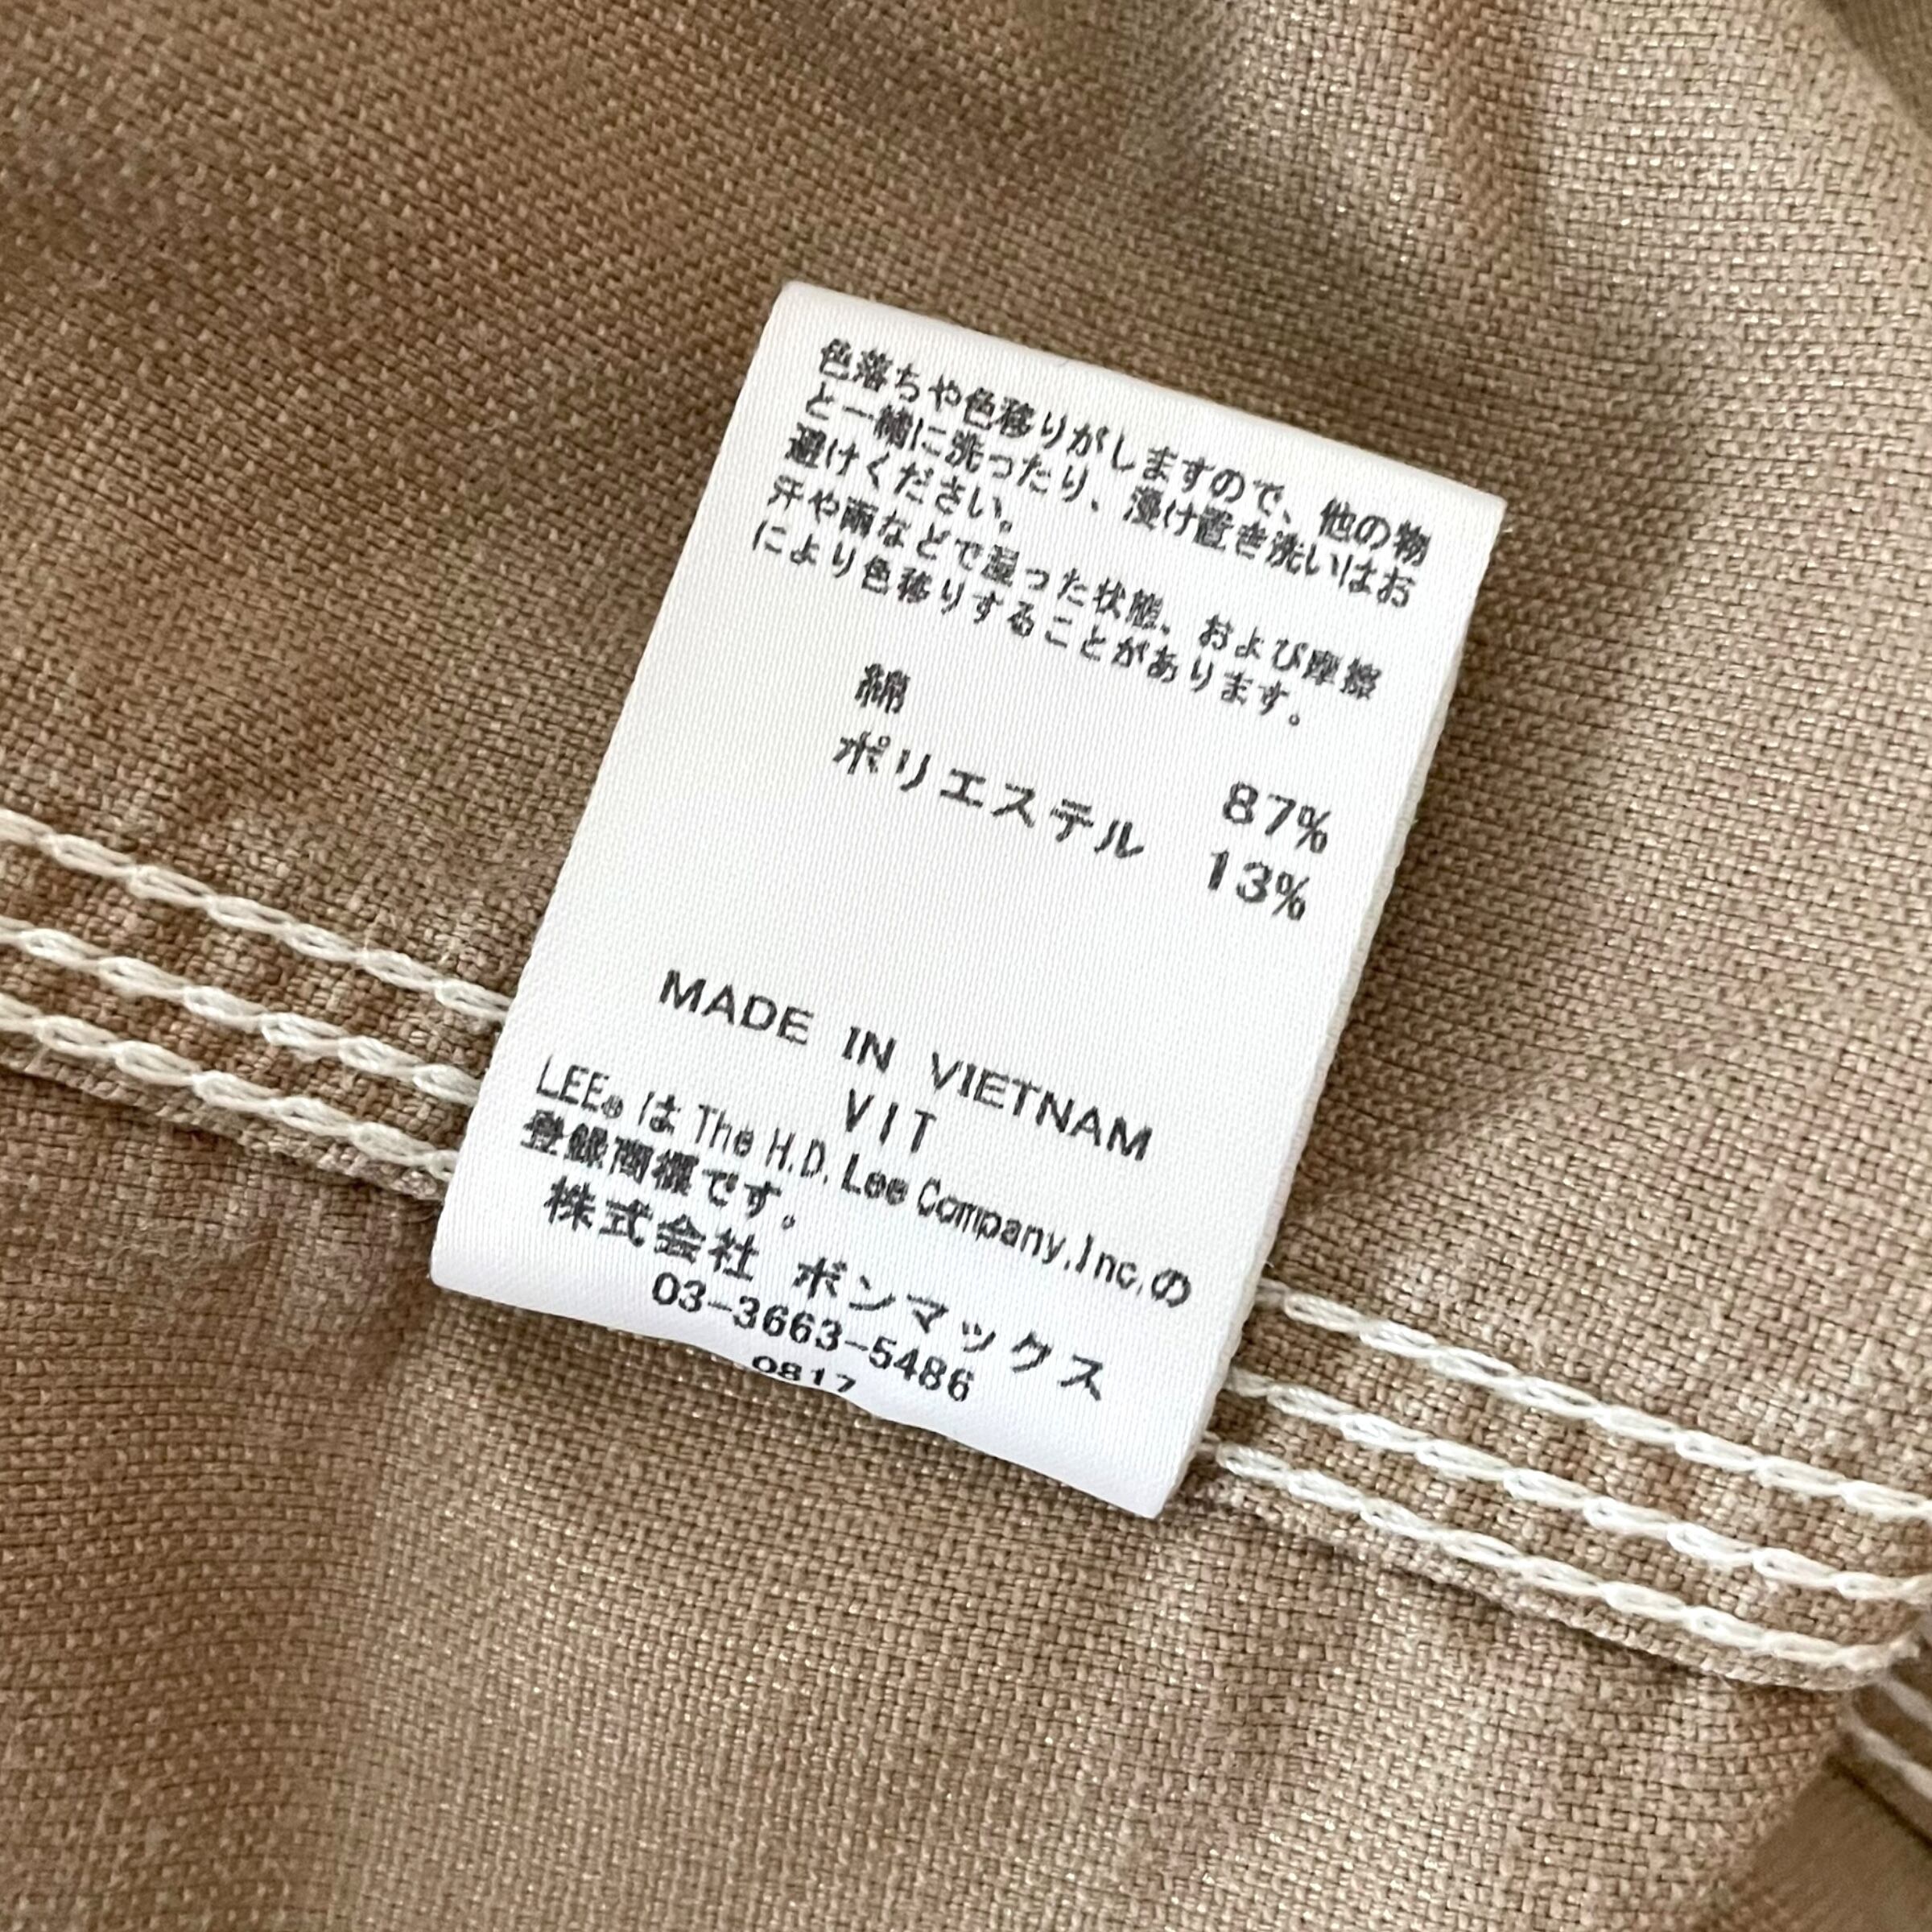 色落ちや色移りがしますので、他の物
と一緒に洗ったり、浸け置き洗いはお
避けください。
汗や雨などで湿った状態、および摩擦
により色移りすることがあります。
綿 87%
ポリエステル 13%
MADE IN VIETNAM
VIT
LEE® は The H.D. Lee Company,Inc.の
登録商標です。
株式会社 ボンマックス
03-3663-5486
0817